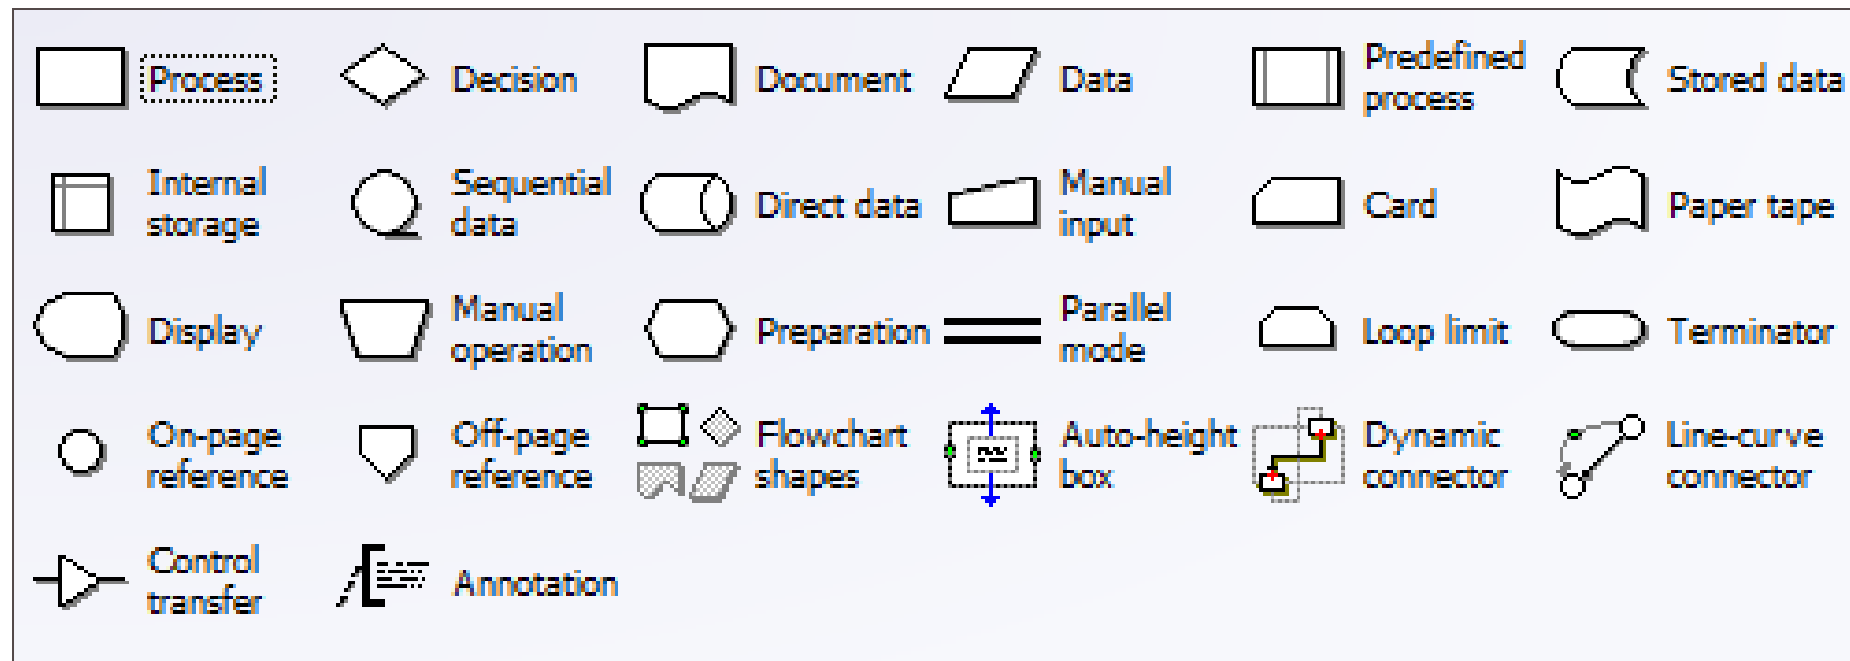 Process
Decision
Document
Data
Predefined
process
Stored data
Internal
storage
Sequential
data
Direct data
Manual
input
Card
Paper tape
Display
Manual
operation
Preparation
Parallel
mode
Loop limit
Terminator
On-page
reference
Off-page
reference
Flowchart
shapes
Auto-height
box
Dynamic
connector
Line-curve
connector
Control
transfer
Annotation